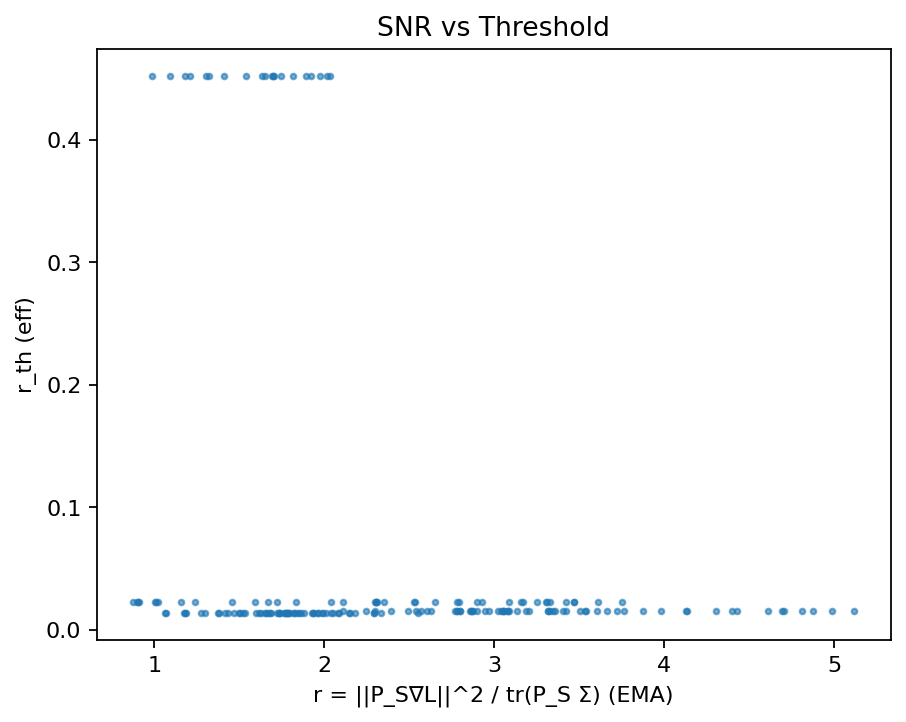 SNR vs Threshold
0.4
0.3
0.2
0.1
0.0
r_th (eff)
1 2 3 4 5
r = ||P_S∇L||^2 / tr(P_S Σ) (EMA)